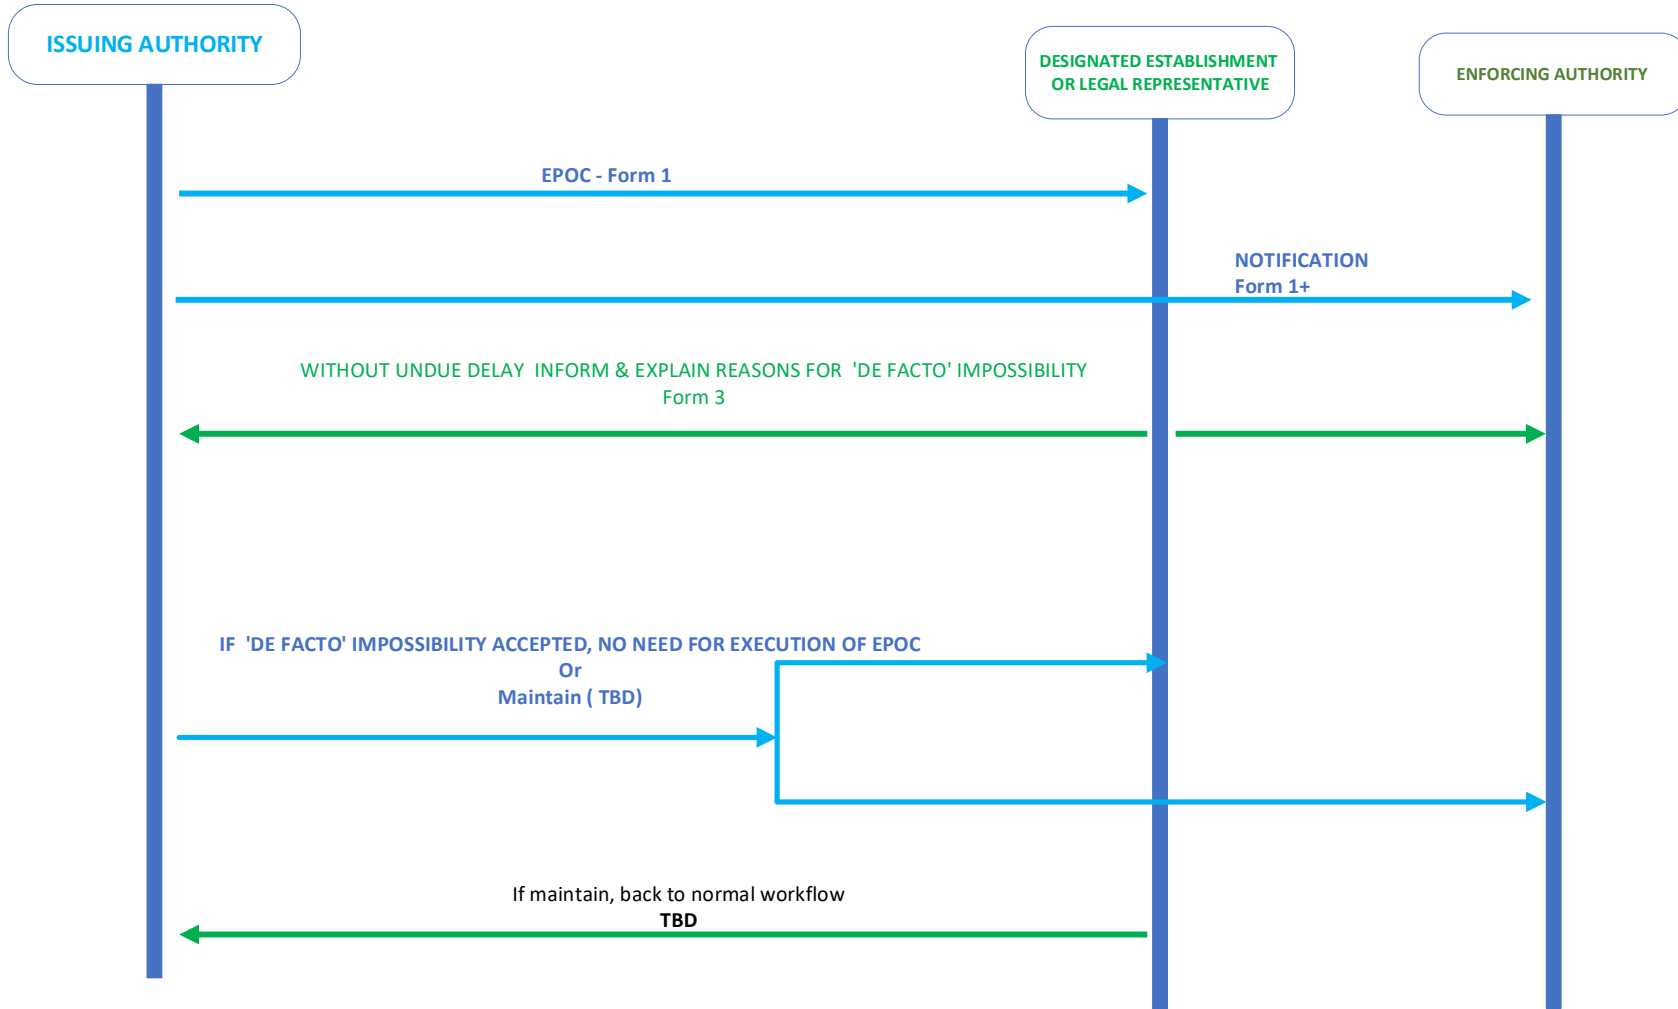 ISSUING AUTHORITY
DESIGNATED ESTABLISHMENT
OR LEGAL REPRESENTATIVE
ENFORCING AUTHORITY
EPOC - Form 1
NOTIFICATION
Form 1+
WITHOUT UNDUE DELAY  INFORM & EXPLAIN REASONS FOR  'DE FACTO' IMPOSSIBILITY
Form 3
IF  'DE FACTO' IMPOSSIBILITY ACCEPTED, NO NEED FOR EXECUTION OF EPOC
Or
Maintain ( TBD)
If maintain, back to normal workflow
TBD